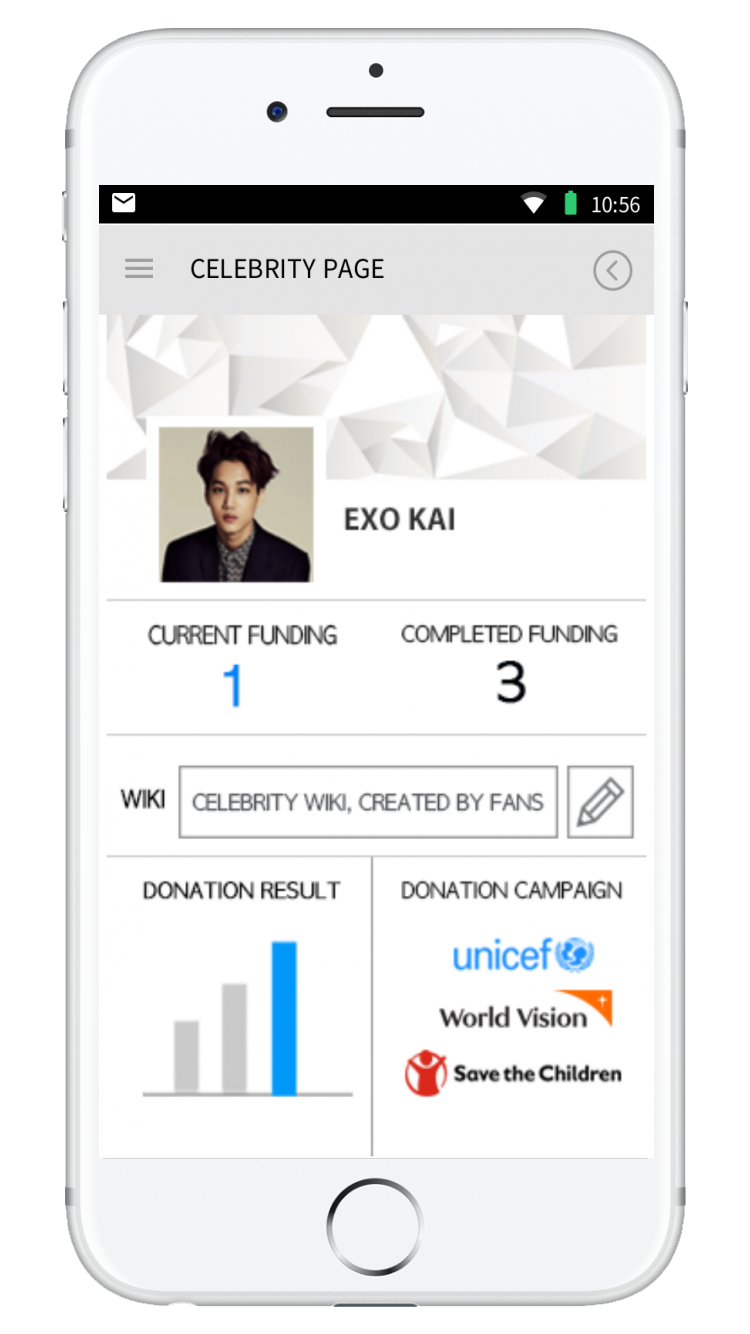 10:56
CELEBRITY PAGE
EXO KAI
CURRENT FUNDING
COMPLETED FUNDING
1
3
WIKI
CELEBRITY WIKI, CREATED BY FANS
DONATION RESULT
DONATION CAMPAIGN
unicef
World Vision
Save the Children